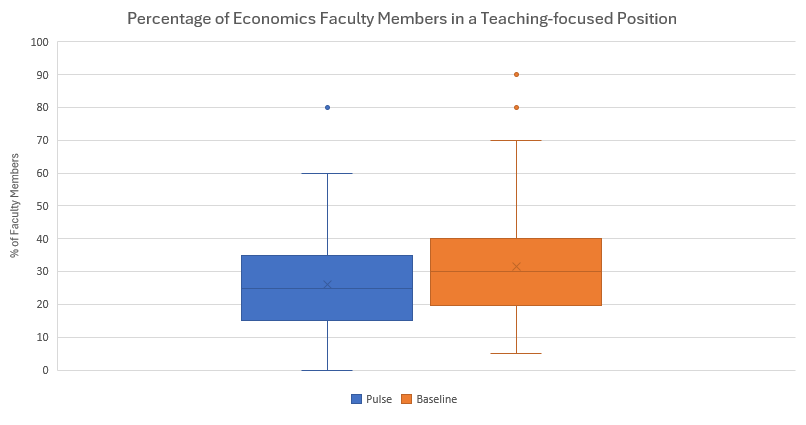 Percentage of Economics Faculty Members in a Teaching-focused Position
100
90
80
70
60
50
40
30
20
10
0
% of Faculty Members
Pulse
Baseline